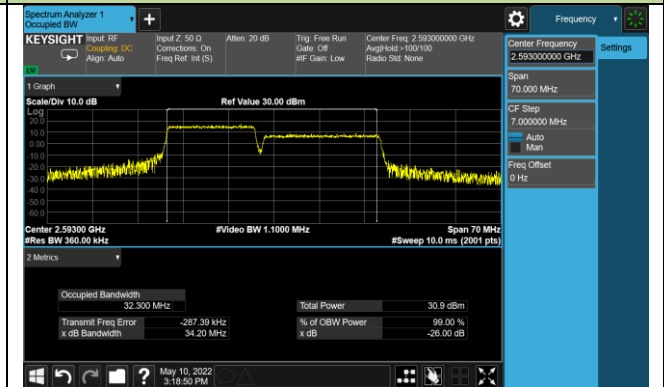 Spectrum Analyzer 1
Occupied BW
+
Frequency
KEYSIGHT
Input: RF
Coupling: DC
Align: Auto
Input Z: 50 Ω
Corrections: On
Freq Ref: Int (S)
Atten: 20 dB
Trig: Free Run
Gate: Off
#IF Gain: Low
Center Freq: 2.593000000 GHz
Avg|Hold:>100/100
Radio Std: None
Center Frequency
2.593000000 GHz
Settings
Span
70.000 MHz
CF Step
7.000000 MHz
Auto
Man
Freq Offset
0 Hz
1 Graph
Scale/Div 10.0 dB
Ref Value 30.00 dBm
Log
20.0
10.0
0.00
-10.0
-20.0
-30.0
-40.0
-50.0
-60.0
Center 2.59300 GHz
#Video BW 1.1000 MHz
Span 70 MHz
#Res BW 360.00 kHz
#Sweep 10.0 ms (2001 pts)
2 Metrics
Occupied Bandwidth
32.300 MHz
Total Power 30.9 dBm
Transmit Freq Error -287.39 kHz
% of OBW Power 99.00 %
x dB Bandwidth 34.20 MHz
x dB -26.00 dB
?
May 10, 2022
3:18:50 PM